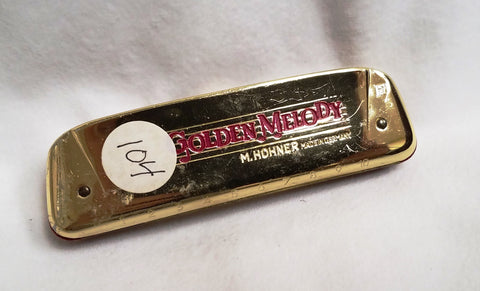 GOLDEN MELODY
M. HOHNER MADE IN GERMANY
104